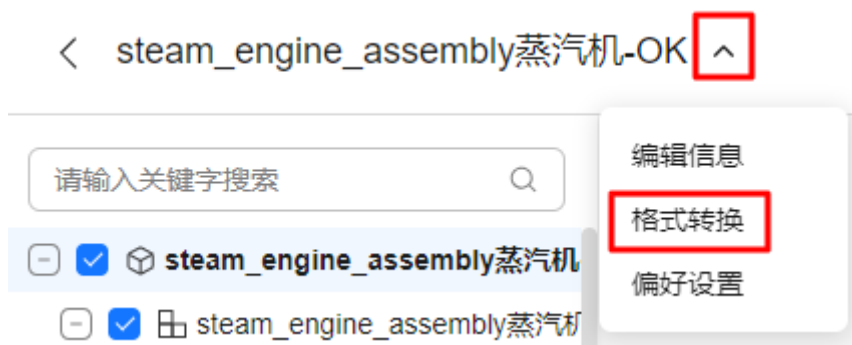 steam_engine_assembly蒸汽机-OK
编辑信息
请输入关键字搜索
格式转换
steam_engine_assembly蒸汽机
偏好设置
steam_engine_assembly蒸汽机